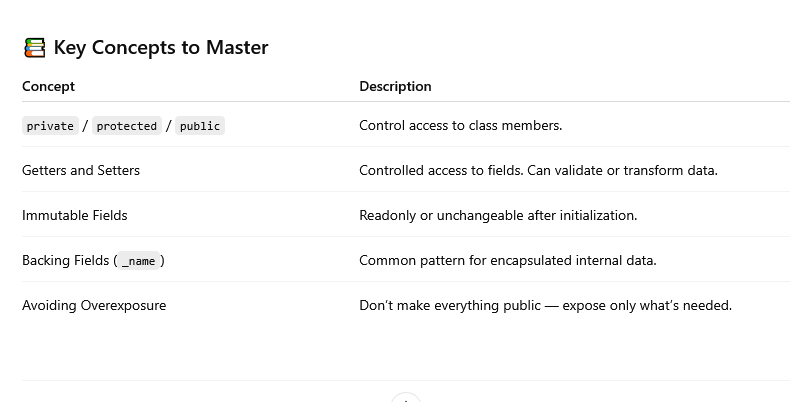 📚 Key Concepts to Master
Concept Description
private / protected / public Control access to class members.
Getters and Setters Controlled access to fields. Can validate or transform data.
Immutable Fields Readonly or unchangeable after initialization.
Backing Fields (_name) Common pattern for encapsulated internal data.
Avoiding Overexposure Don’t make everything public — expose only what’s needed.